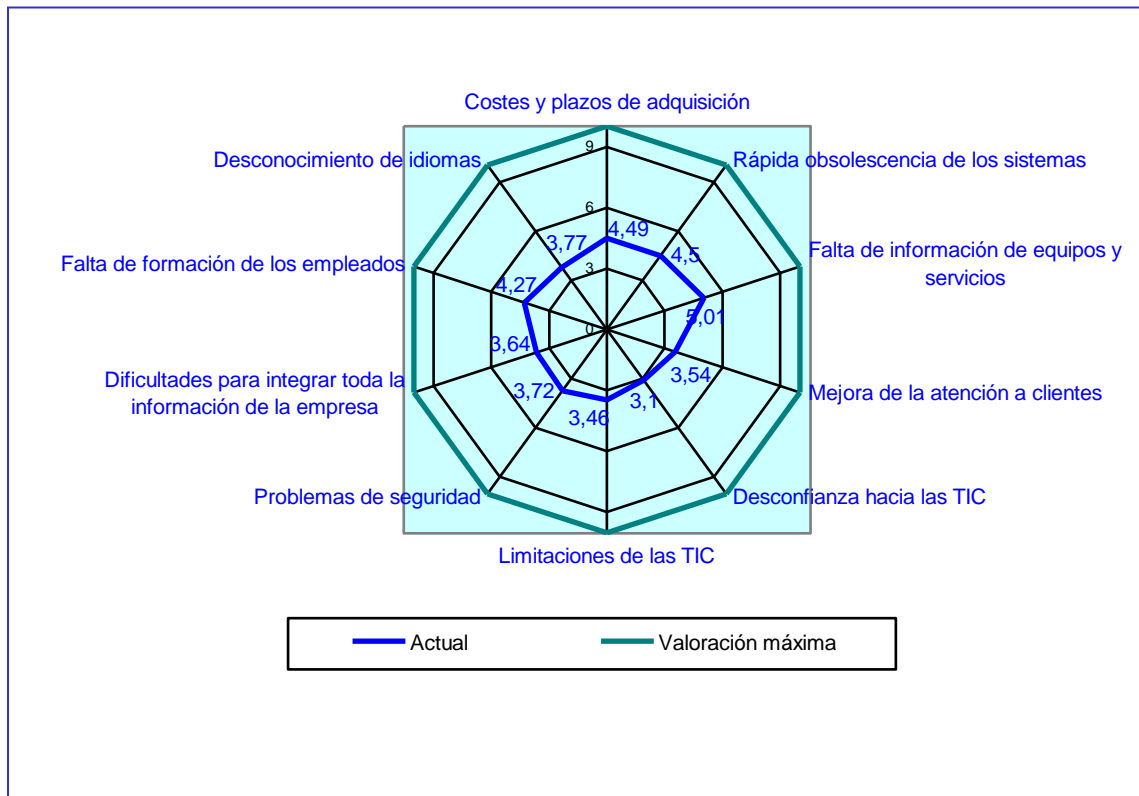 Costes y plazos de adquisición
Desconocimiento de idiomas
Rápida obsolescencia de los sistemas
9
6
3,77
4,49
4,5
Falta de formación de los empleados
Falta de información de equipos y
servicios
4,27
3
5,01
0
3,64
3,54
Dificultades para integrar toda la
información de la empresa
Mejora de la atención a clientes
3,72
3,46
3,1
Problemas de seguridad
Desconfianza hacia las TIC
Limitaciones de las TIC
Actual
Valoración máxima